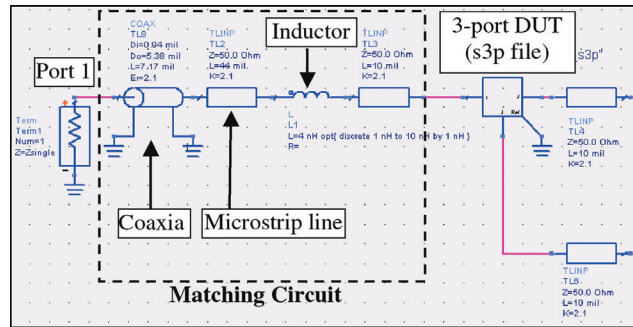 Port 1
Term
Term1
Num=1
Z=Zsingle
COAX
TL8
Di=0.94 mil
Do=5.38 mil
L=7.17 mil
Er=2.1
TLINP
TL2
Z=50.0 Ohm
L=44 mil
K=2.1
Inductor
L
L1
L=4 nH opt{ discrete 1 nH to 10 nH by 1 nH }
R=
TLINP
TL3
Z=50.0 Ohm
L=10 mil
K=2.1
Coaxia
Microstrip line
Matching Circuit
3-port DUT
(s3p file)
s3p"
Ref
TLINP
TL4
Z=50.0 Ohm
L=10 mil
K=2.1
TLINP
TL6
Z=50.0 Ohm
L=10 mil
K=2.1